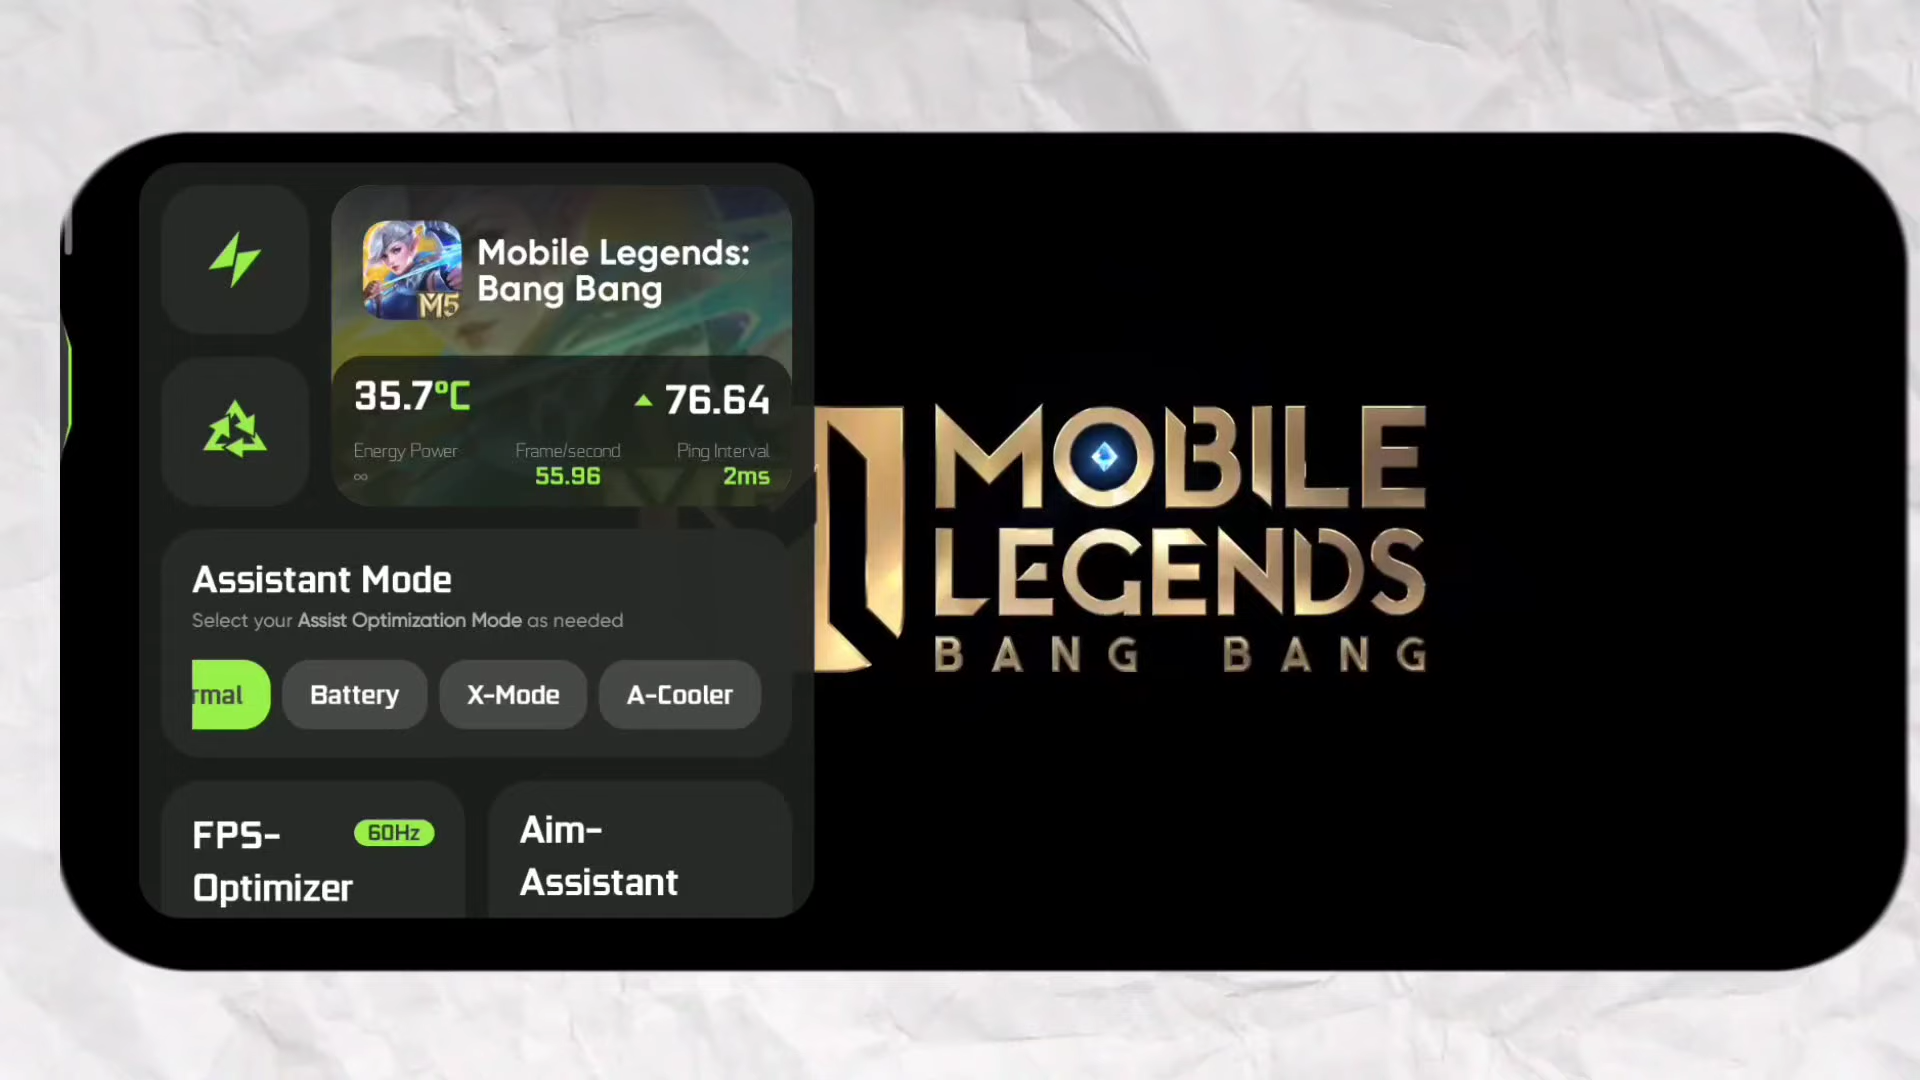 Mobile Legends:
Bang Bang
M5
35.7°C
76.64
Energy Power
Frame/second
Ping Interval
∞
55.96
2ms
Assistant Mode
Select your Assist Optimization Mode as needed
rmal
Battery
X-Mode
A-Cooler
FPS-
Optimizer
60Hz
Aim-
Assistant
MOBILE
LEGENDS
BANG BANG